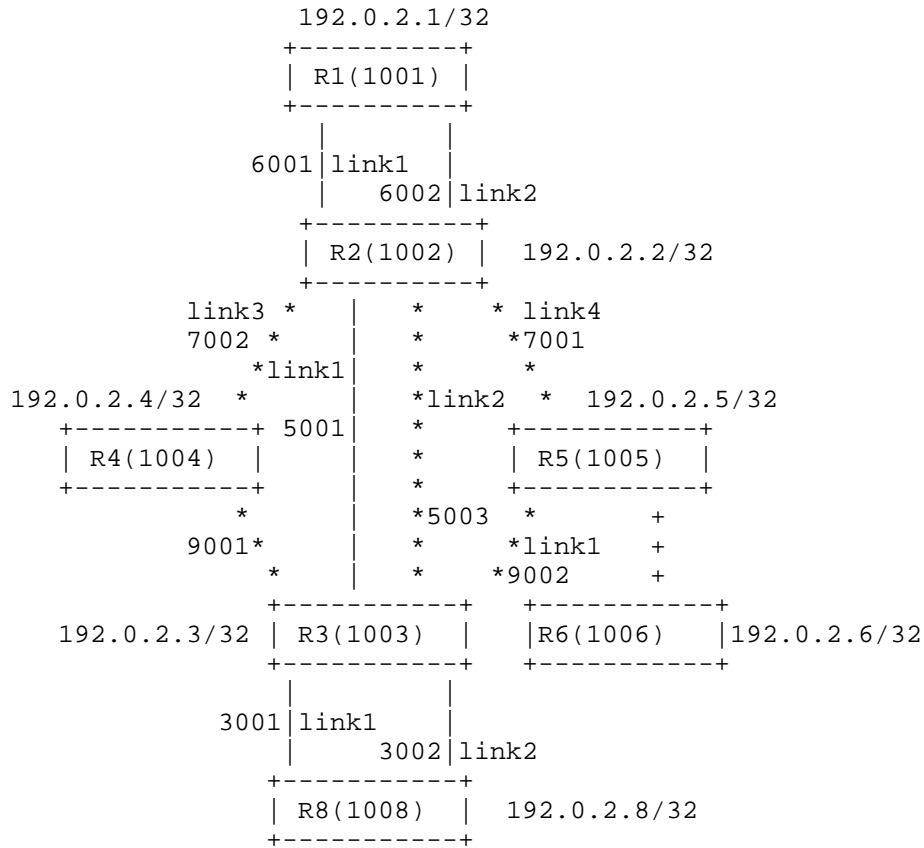 192.0.2.1/32
+----------+
| R1(1001) |
+----------+
|        |
6001|link1   |
|   6002|link2
+----------+
| R2(1002) |  192.0.2.2/32
+----------+
link3 *   |   *    * link4
7002 *    |   *     *7001
*link1|   *      *
192.0.2.4/32  *      |   *link2  *  192.0.2.5/32
+-----------+ 5001|   *     +-----------+
| R4(1004)  |     |   *     | R5(1005)  |
+-----------+     |   *     +-----------+
*      |   *5003  *       +
9001*     |   *     *link1   +
*    |   *    *9002     +
+-----------+   +-----------+
192.0.2.3/32 | R3(1003)  |   |R6(1006)   |192.0.2.6/32
+-----------+   +-----------+
|         |
3001|link1    |
|    3002|link2
+-----------+
| R8(1008)  |  192.0.2.8/32
+-----------+